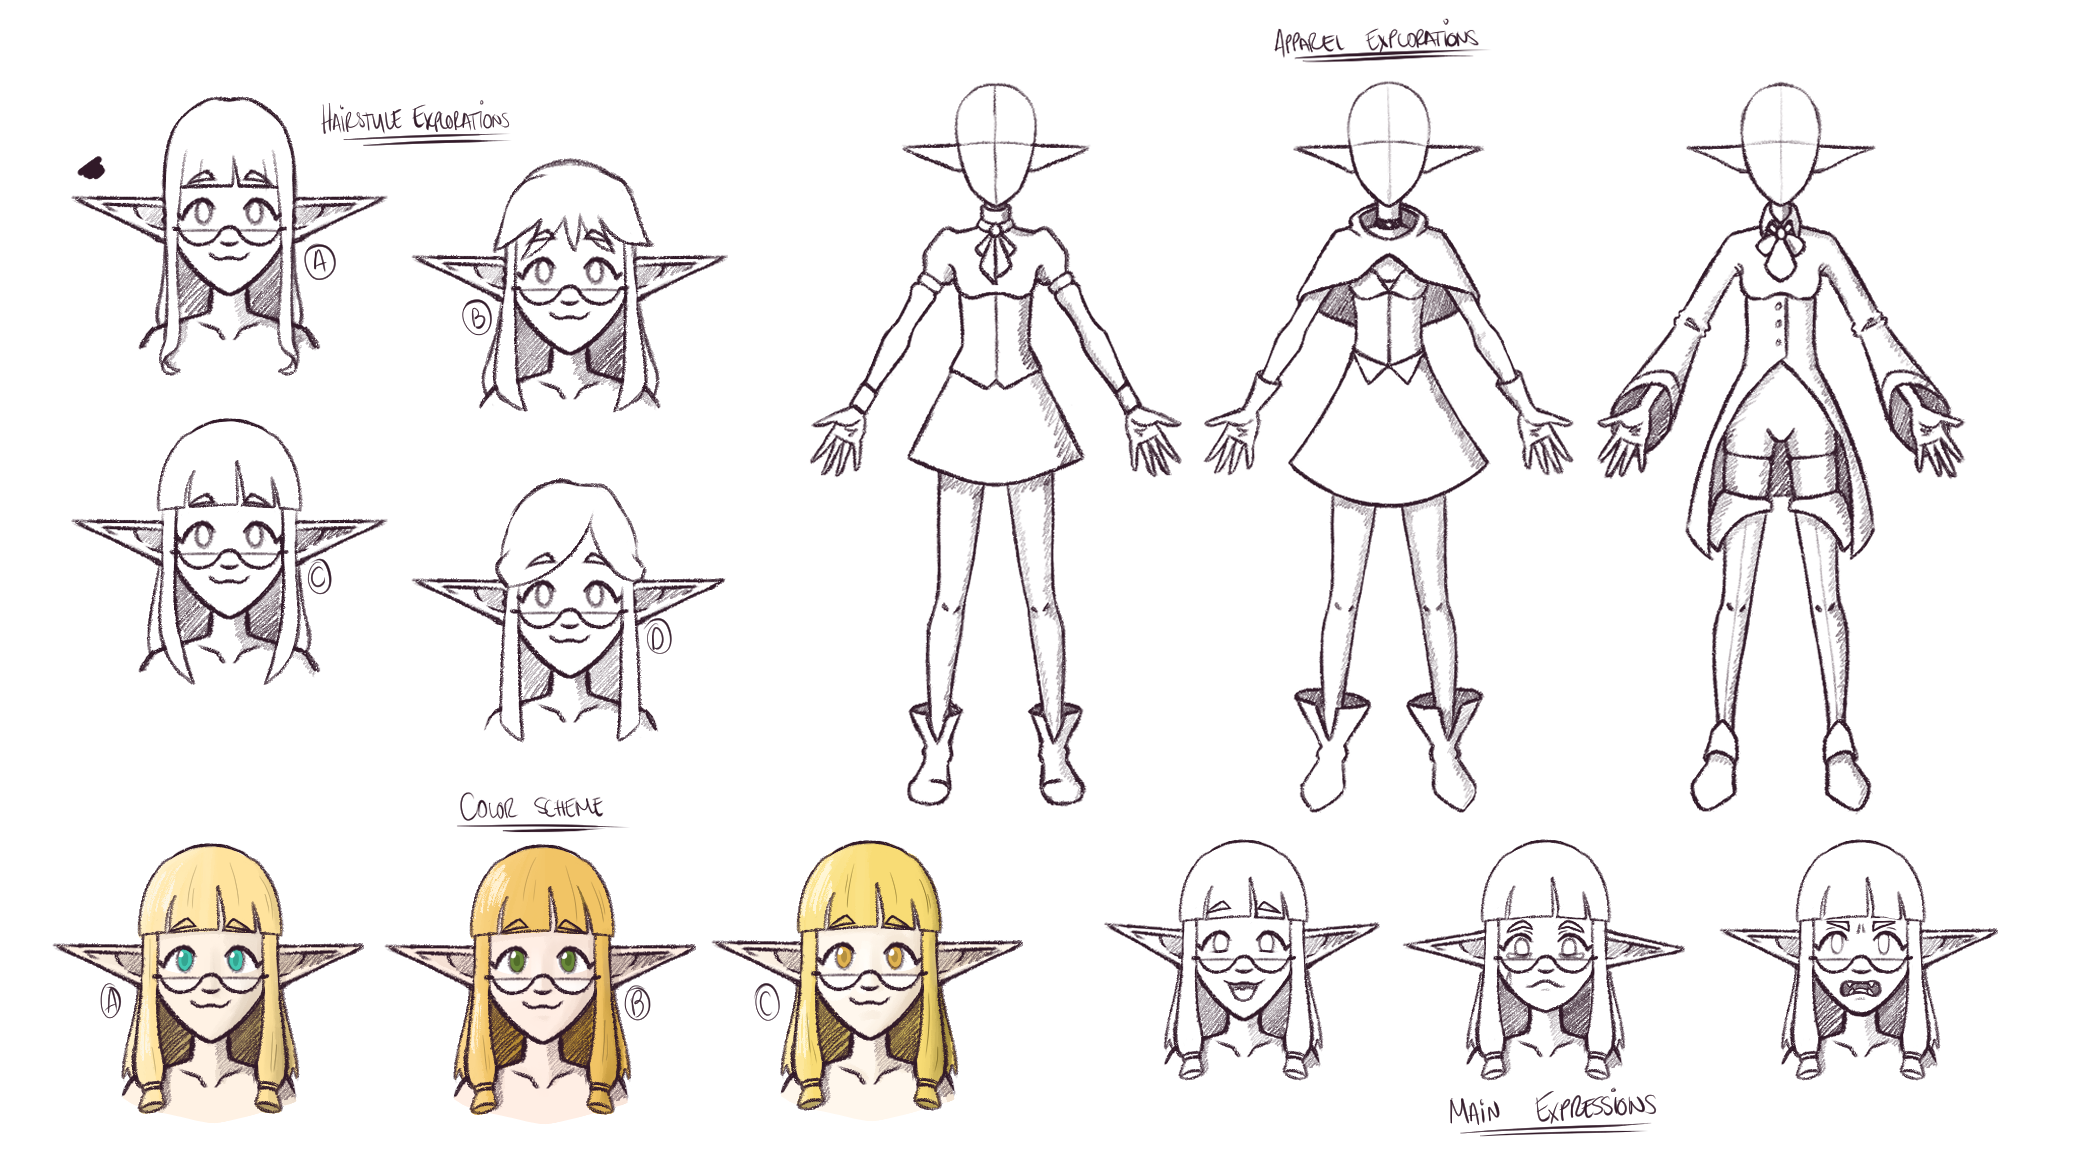 APPAREL EXPLORATIONS
HAiRSTYLE EXPLORATIONS
A
B
C
D
COLOR SCHEME
A
B
C
MAiN EXPRESSiONS